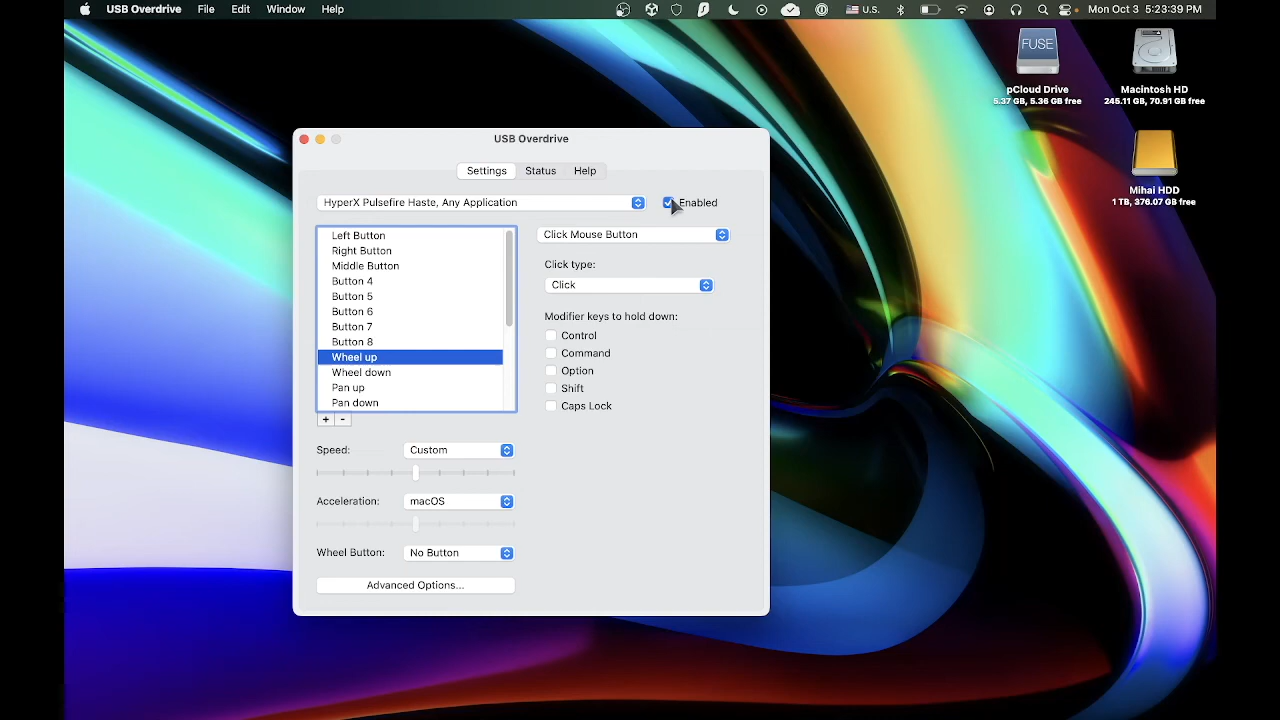 USB Overdrive File Edit Window Help U.S. Mon Oct 3 5:23:39 PM
FUSE
pCloud Drive
5.37 GB, 5.36 GB free
Macintosh HD
245.11 GB, 70.91 GB free
Mihai HDD
1 TB, 376.07 GB free
USB Overdrive
Settings Status Help
HyperX Pulsefire Haste, Any Application
Enabled
Left Button
Right Button
Middle Button
Button 4
Button 5
Button 6
Button 7
Button 8
Wheel up
Wheel down
Pan up
Pan down
+ -
Click Mouse Button
Click type:
Click
Modifier keys to hold down:
Control
Command
Option
Shift
Caps Lock
Speed: Custom
Acceleration: macOS
Wheel Button: No Button
Advanced Options...